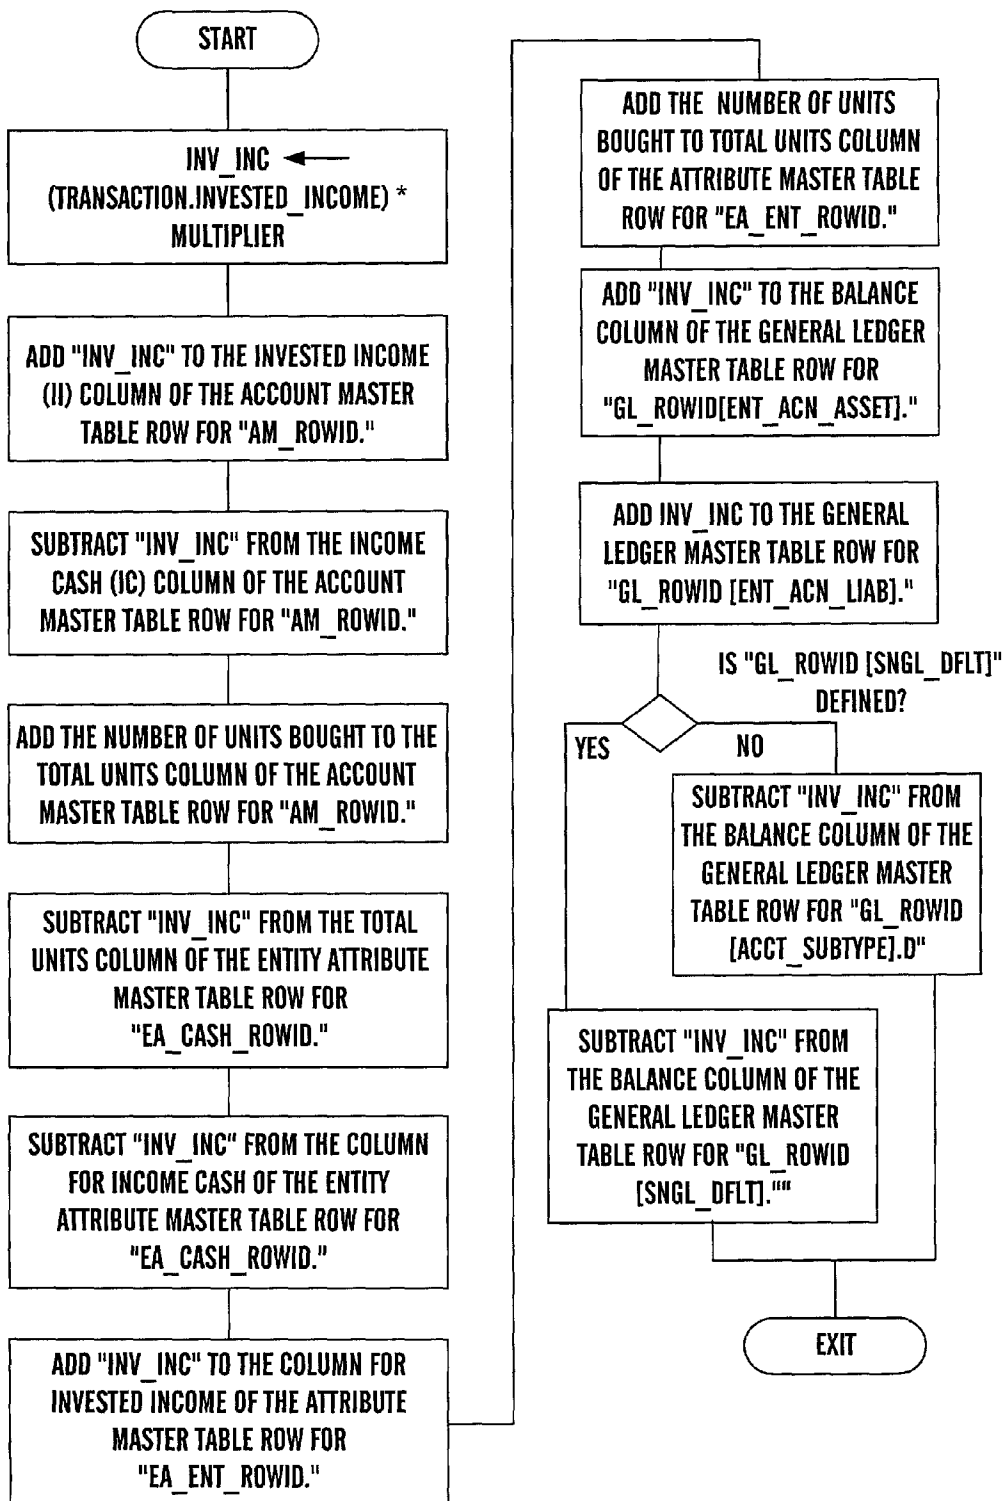 START
INV_INC ←
(TRANSACTION.INVESTED_INCOME) *
MULTIPLIER
ADD "INV_INC" TO THE INVESTED INCOME
(II) COLUMN OF THE ACCOUNT MASTER
TABLE ROW FOR "AM_ROWID."
SUBTRACT "INV_INC" FROM THE INCOME
CASH (IC) COLUMN OF THE ACCOUNT
MASTER TABLE ROW FOR "AM_ROWID."
ADD THE NUMBER OF UNITS BOUGHT TO THE
TOTAL UNITS COLUMN OF THE ACCOUNT
MASTER TABLE ROW FOR "AM_ROWID."
SUBTRACT "INV_INC" FROM THE TOTAL
UNITS COLUMN OF THE ENTITY ATTRIBUTE
MASTER TABLE ROW FOR
"EA_CASH_ROWID."
SUBTRACT "INV_INC" FROM THE COLUMN
FOR INCOME CASH OF THE ENTITY
ATTRIBUTE MASTER TABLE ROW FOR
"EA_CASH_ROWID."
ADD "INV_INC" TO THE COLUMN FOR
INVESTED INCOME OF THE ATTRIBUTE
MASTER TABLE ROW FOR
"EA_ENT_ROWID."
ADD THE NUMBER OF UNITS
BOUGHT TO TOTAL UNITS COLUMN
OF THE ATTRIBUTE MASTER TABLE
ROW FOR "EA_ENT_ROWID."
ADD "INV_INC" TO THE BALANCE
COLUMN OF THE GENERAL LEDGER
MASTER TABLE ROW FOR
"GL_ROWID[ENT_ACN_ASSET]."
ADD INV_INC TO THE GENERAL
LEDGER MASTER TABLE ROW FOR
"GL_ROWID [ENT_ACN_LIAB]."
IS "GL_ROWID [SNGL_DFLT]"
DEFINED?
YES
NO
SUBTRACT "INV_INC" FROM
THE BALANCE COLUMN OF THE
GENERAL LEDGER MASTER
TABLE ROW FOR "GL_ROWID
[ACCT_SUBTYPE].D"
SUBTRACT "INV_INC" FROM
THE BALANCE COLUMN OF THE
GENERAL LEDGER MASTER
TABLE ROW FOR "GL_ROWID
[SNGL_DFLT].""
EXIT